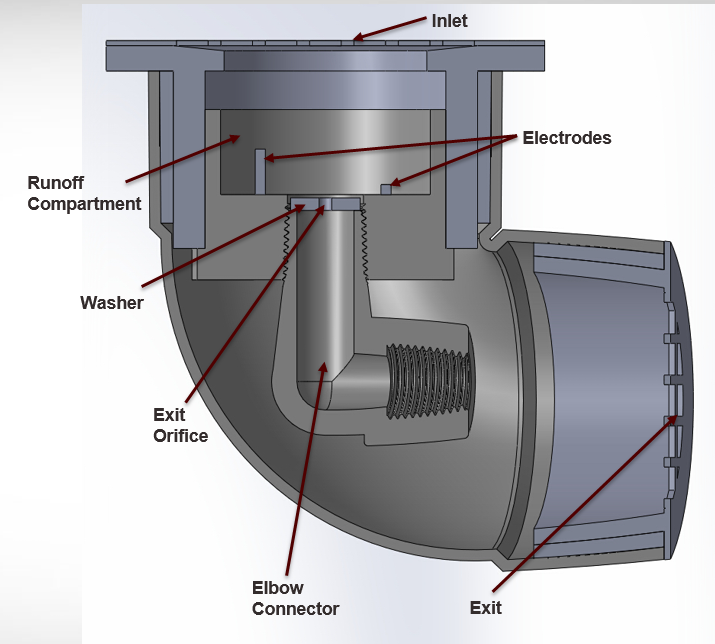 Inlet
Electrodes
Runoff
Compartment
Washer
Exit
Orifice
Elbow
Connector
Exit